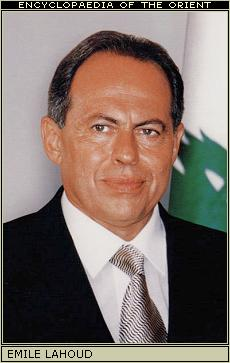 ENCYCLOPAEDIA OF THE ORIENT
EMILE LAHOUD